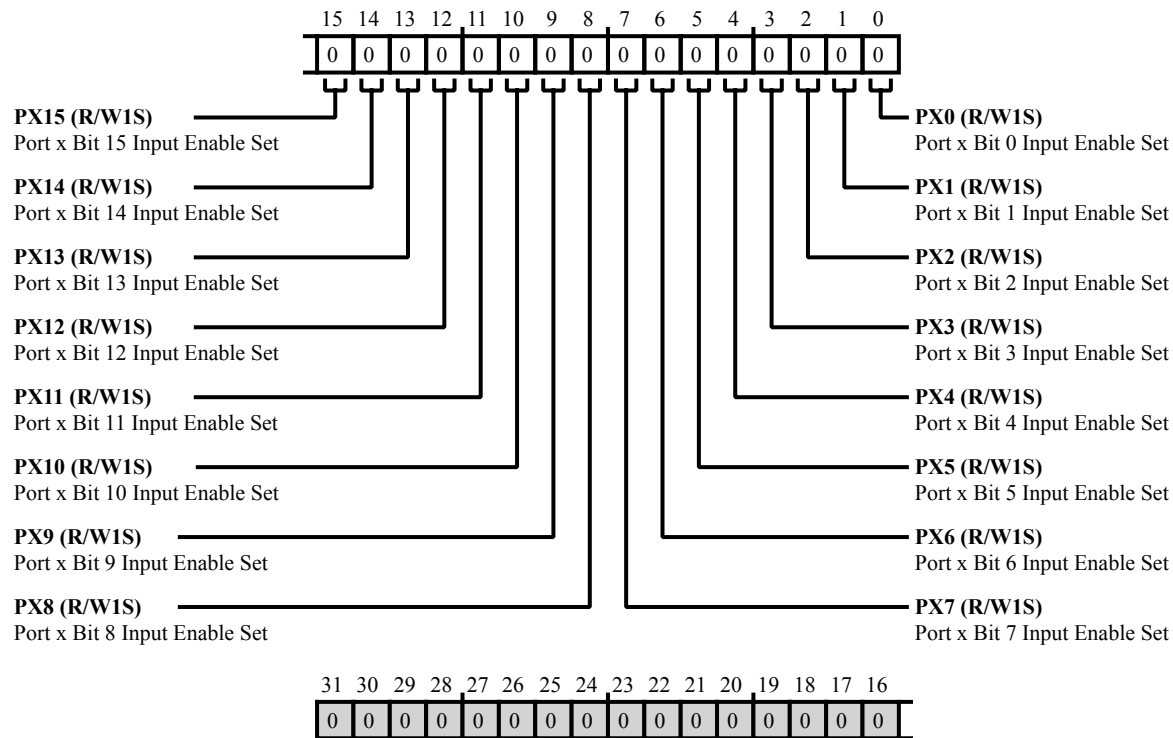 15 14 13 12 11 10 9 8 7 6 5 4 3 2 1 0
0 0 0 0 0 0 0 0 0 0 0 0 0 0 0 0
PX15 (R/W1S)
Port x Bit 15 Input Enable Set
PX14 (R/W1S)
Port x Bit 14 Input Enable Set
PX13 (R/W1S)
Port x Bit 13 Input Enable Set
PX12 (R/W1S)
Port x Bit 12 Input Enable Set
PX11 (R/W1S)
Port x Bit 11 Input Enable Set
PX10 (R/W1S)
Port x Bit 10 Input Enable Set
PX9 (R/W1S)
Port x Bit 9 Input Enable Set
PX8 (R/W1S)
Port x Bit 8 Input Enable Set
PX0 (R/W1S)
Port x Bit 0 Input Enable Set
PX1 (R/W1S)
Port x Bit 1 Input Enable Set
PX2 (R/W1S)
Port x Bit 2 Input Enable Set
PX3 (R/W1S)
Port x Bit 3 Input Enable Set
PX4 (R/W1S)
Port x Bit 4 Input Enable Set
PX5 (R/W1S)
Port x Bit 5 Input Enable Set
PX6 (R/W1S)
Port x Bit 6 Input Enable Set
PX7 (R/W1S)
Port x Bit 7 Input Enable Set
31 30 29 28 27 26 25 24 23 22 21 20 19 18 17 16
0 0 0 0 0 0 0 0 0 0 0 0 0 0 0 0